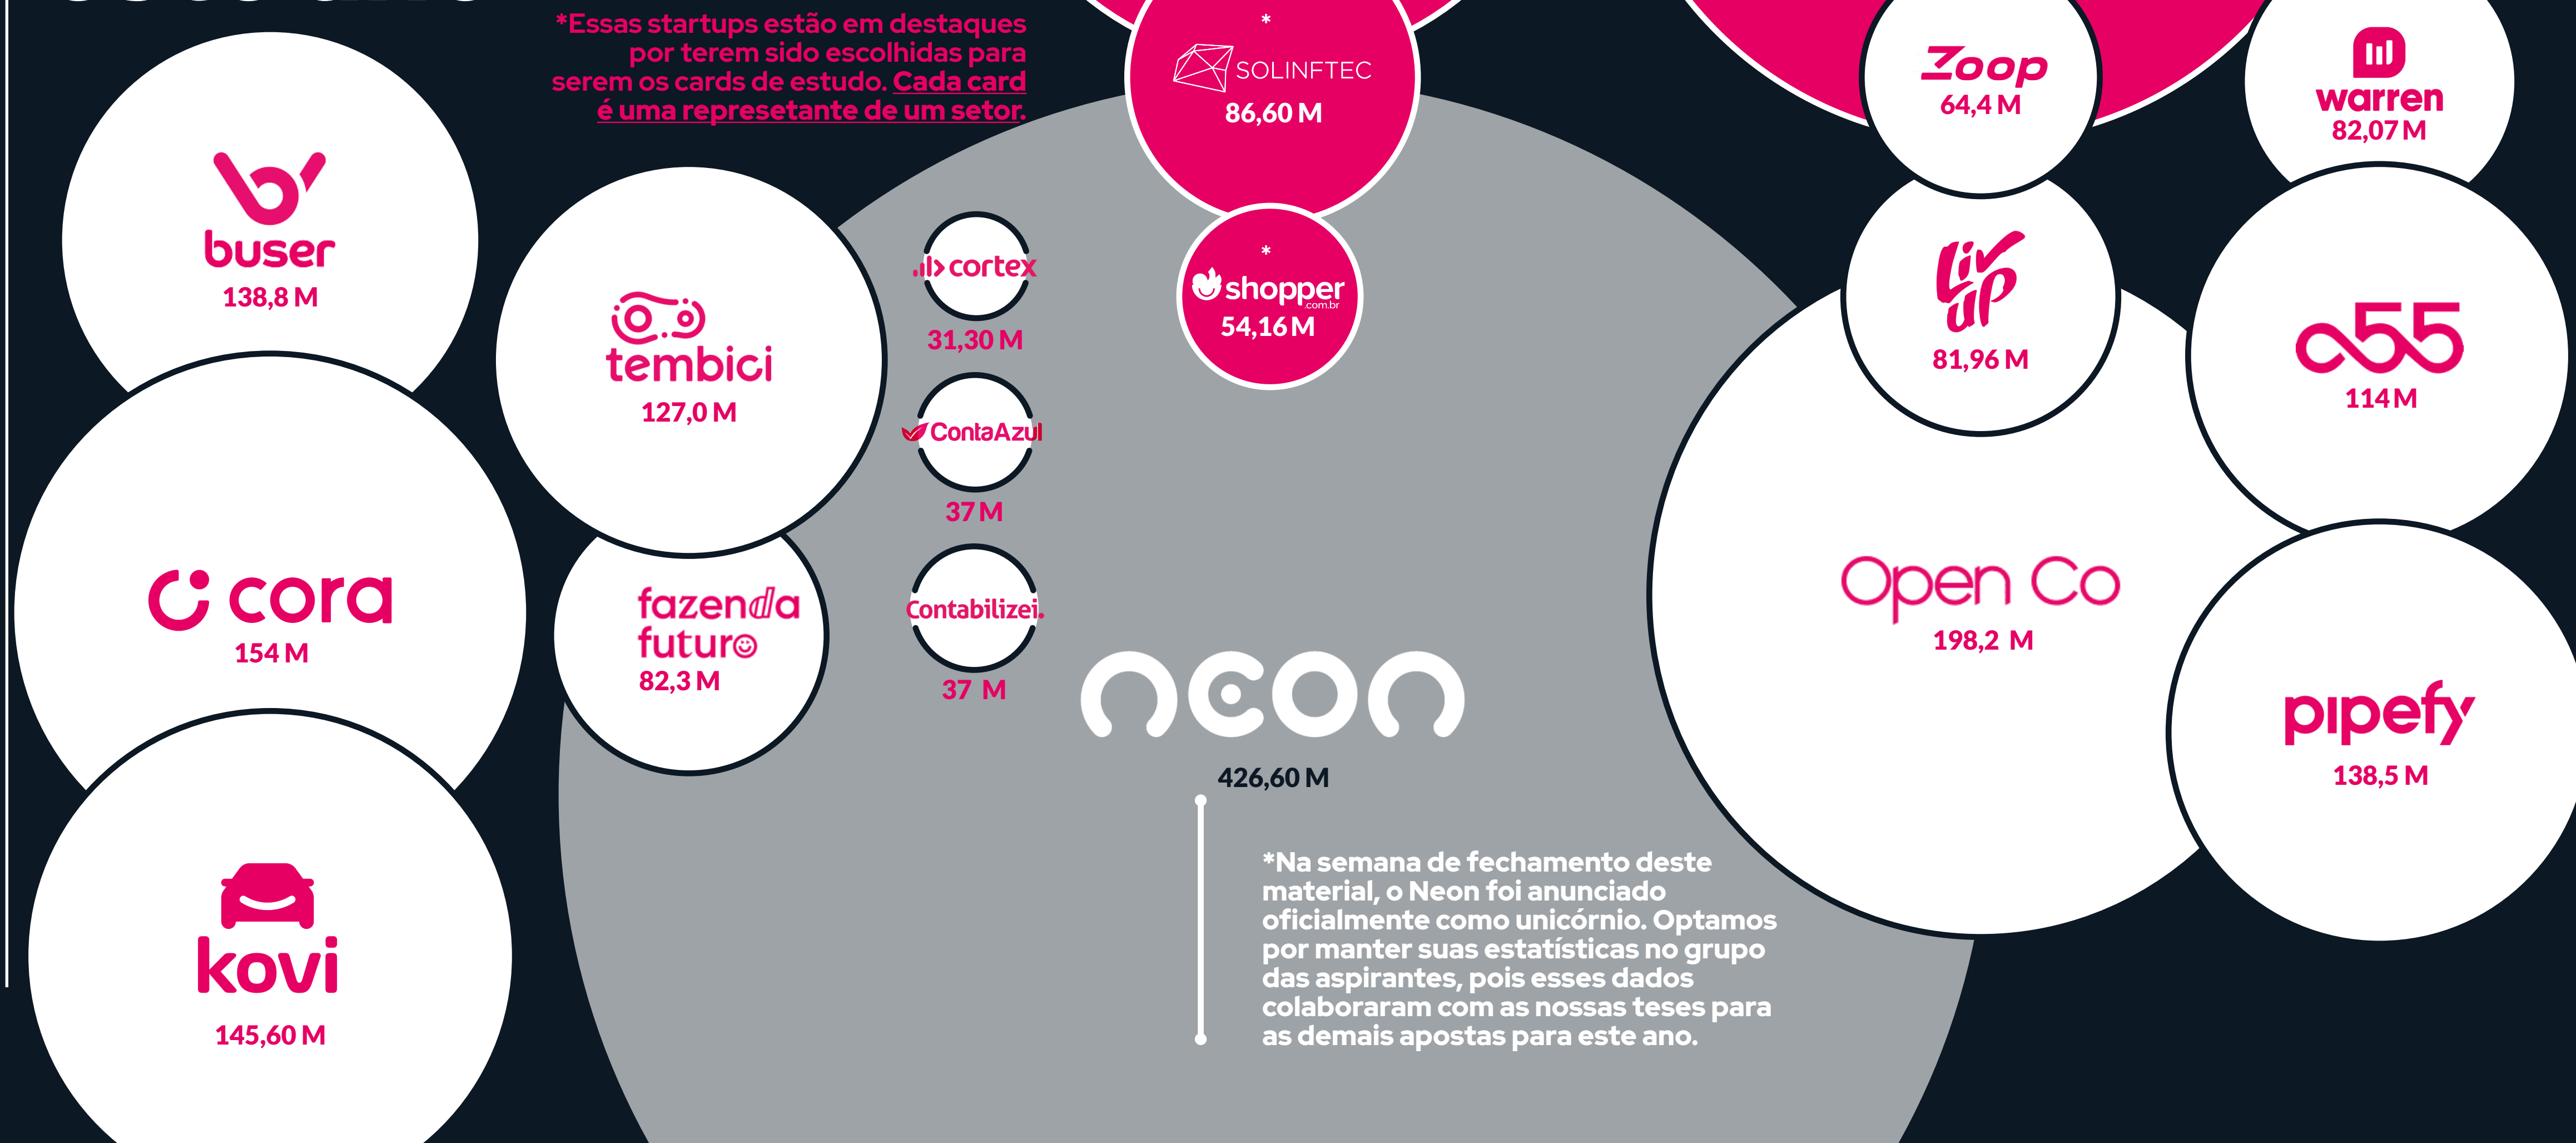 *Essas startups estão em destaques
por terem sido escolhidas para
serem os cards de estudo. Cada card
é uma represetante de um setor.
buser
138,8 M
cora
154 M
kovi
145,60 M
tembici
127,0 M
fazenda
futuro
82,3 M
cortex
31,30 M
ContaAzul
37 M
Contabilizei.
37 M
*
SOLINFTEC
86,60 M
*
shopper
.com.br
54,16 M
neon
426,60 M
*Na semana de fechamento deste
material, o Neon foi anunciado
oficialmente como unicórnio. Optamos
por manter suas estatísticas no grupo
das aspirantes, pois esses dados
colaboraram com as nossas teses para
as demais apostas para este ano.
Zoop
64,4 M
Liv
up
81,96 M
Open Co
198,2 M
warren
82,07 M
a55
114 M
pipefy
138,5 M